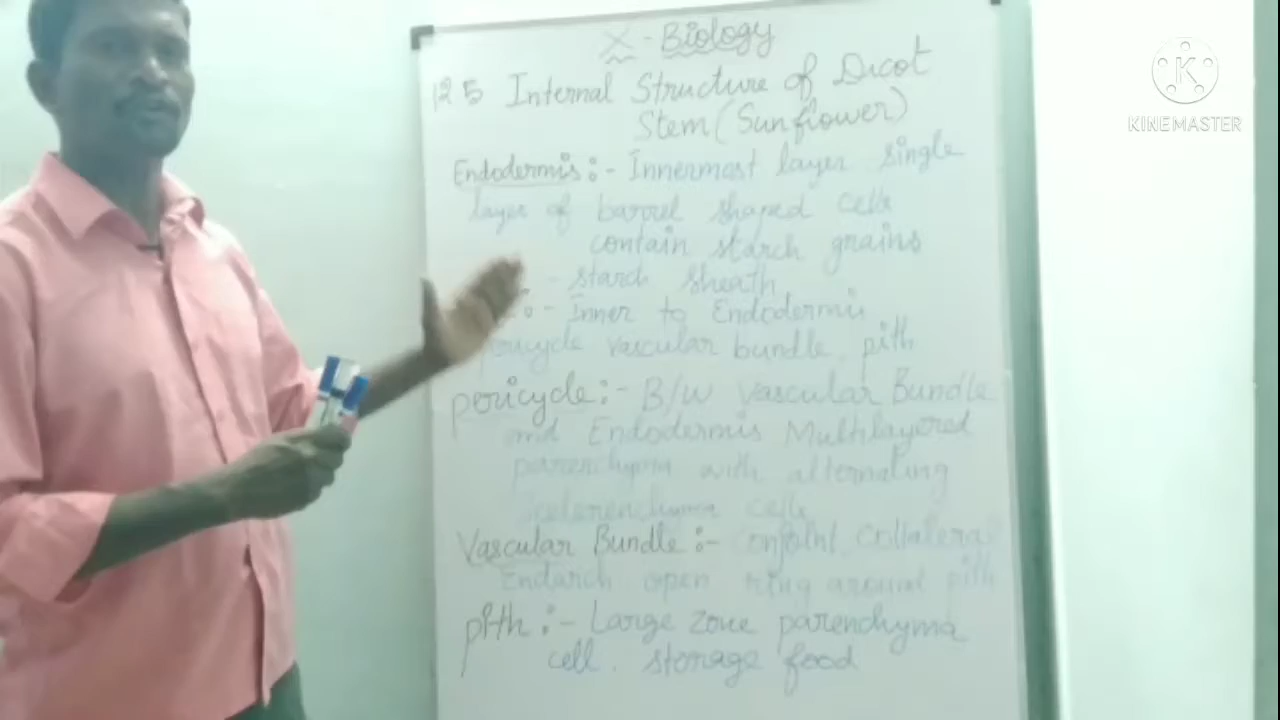 X - Biology
12 5 Internal Structure of Dicot
Stem (Sunflower)
Endodermis :- Innermost layer single
layer of barrel shaped cells
contain starch grains
- starch sheath
:- Inner to Endodermis
pericycle vascular bundle, pith
pericycle :- B/w Vascular Bundle
and Endodermis Multilayered
parenchyma with alternating
cells
Vascular Bundle :- Conjoint, Collateral
Endarch open ring around pith
pith :- Large zone parenchyma
cell. storage food
KINEMASTER